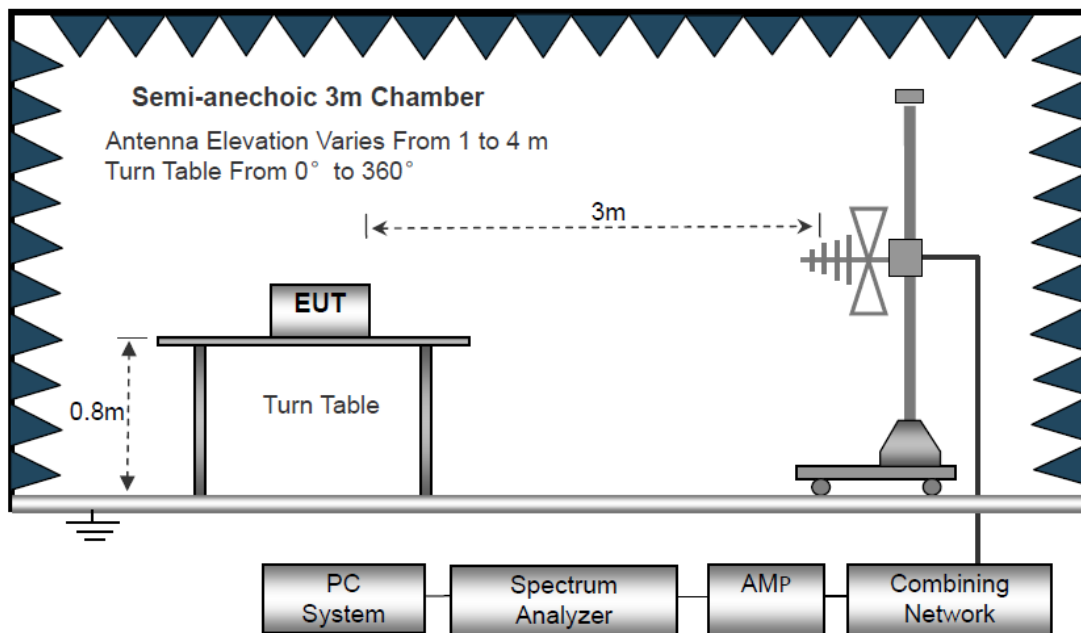 Semi-anechoic 3m Chamber
Antenna Elevation Varies From 1 to 4 m
Turn Table From 0° to 360°
3m
EUT
0.8m
Turn Table
PC
System
Spectrum
Analyzer
AMP
Combining
Network